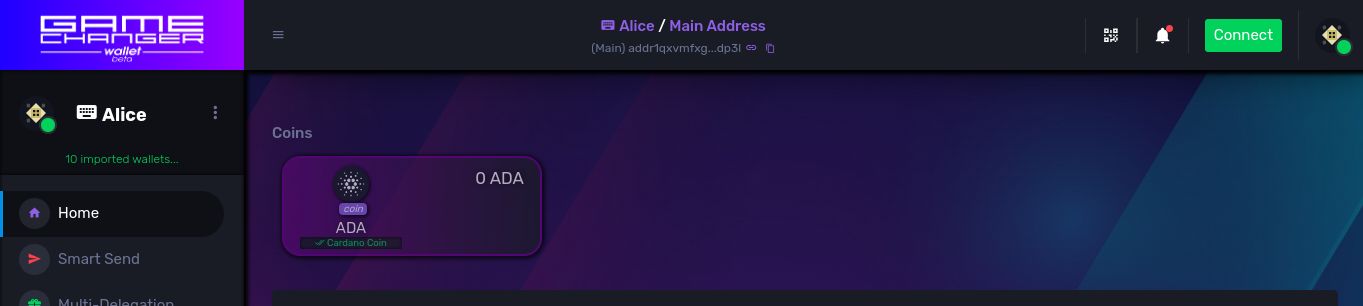 GAME
CHANGER
wallet
beta
Alice / Main Address
(Main) addr1qxvmfxg...dp3l
Connect
Alice
10 imported wallets...
Home
Smart Send
Multi-Delegation
Coins
0 ADA
coin
ADA
Cardano Coin